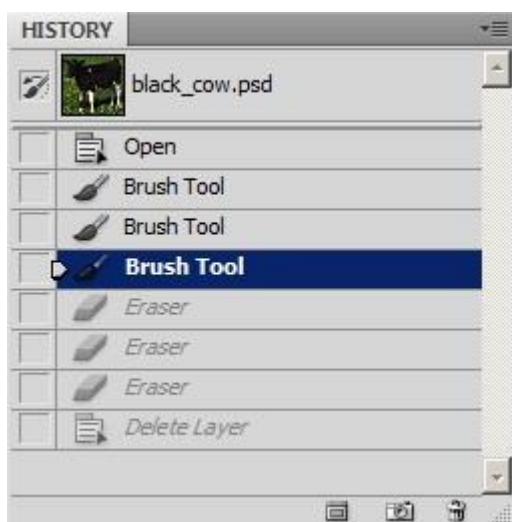 HISTORY
black_cow.psd
Open
Brush Tool
Brush Tool
Brush Tool
Eraser
Eraser
Eraser
Delete Layer